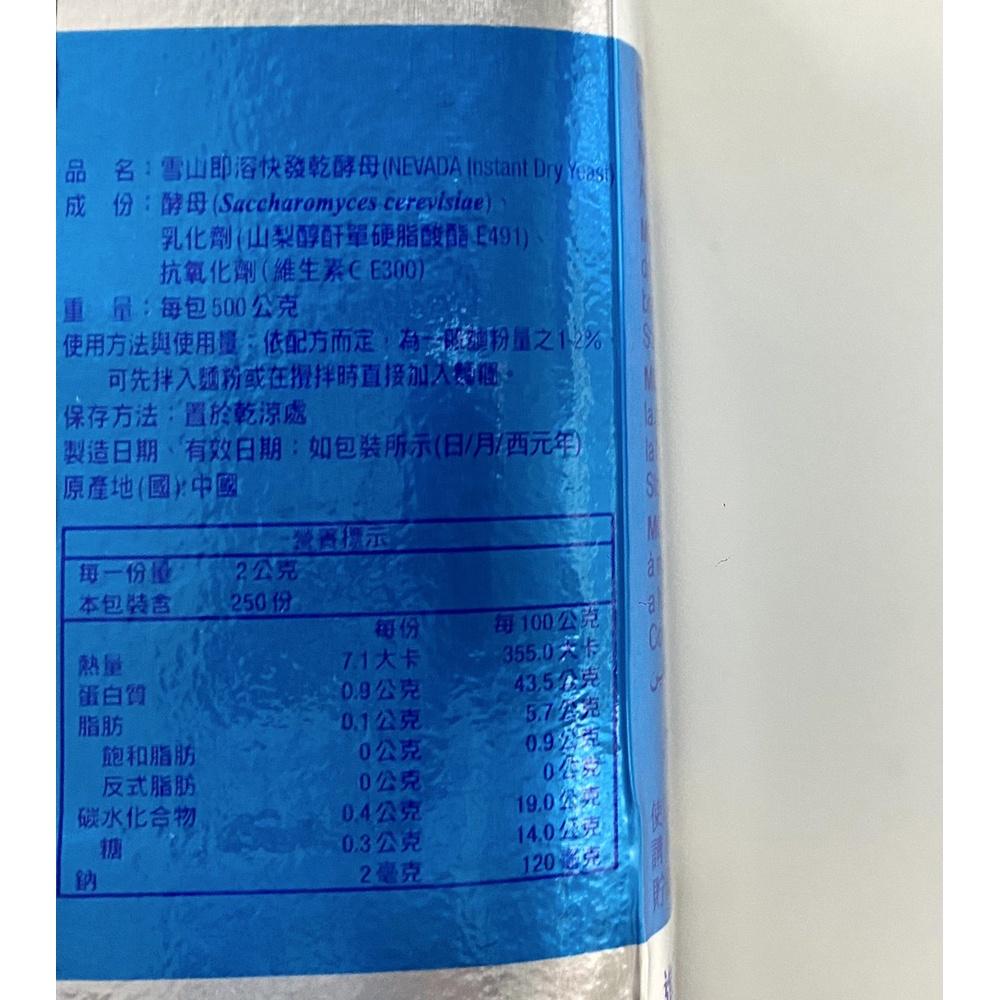 品　名：雪山即溶快發乾酵母(NEVADA Instant Dry Yeast)
成　份：酵母(Saccharomyces cerevisiae)、
乳化劑(山梨醇酐單硬脂酸酯 E491)、
抗氧化劑(維生素C E300)
重　量：每包500公克
使用方法與使用量：依配方而定，為一般麵粉量之1-2%
可先拌入麵粉或在攪拌時直接加入麵糰。
保存方法：置於乾涼處
製造日期、有效日期：如包裝所示(日/月/西元年)
原產地(國):中國
營養標示
每一份量 2公克
本包裝含 250份
每份 每100公克
熱量 7.1大卡 355.0大卡
蛋白質 0.9公克 43.5公克
脂肪 0.1公克 5.7公克
飽和脂肪 0公克 0.9公克
反式脂肪 0公克 0公克
碳水化合物 0.4公克 19.0公克
糖 0.3公克 14.0公克
鈉 2毫克 120毫克